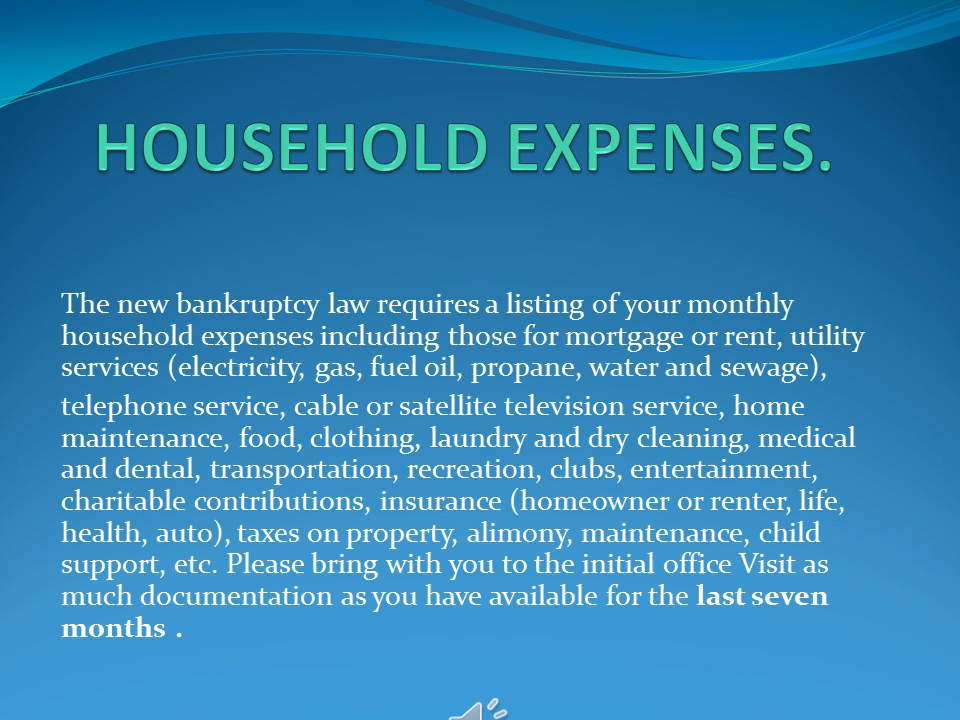 HOUSEHOLD EXPENSES.
The new bankruptcy law requires a listing of your monthly
household expenses including those for mortgage or rent, utility
services (electricity, gas, fuel oil, propane, water and sewage),
telephone service, cable or satellite television service, home
maintenance, food, clothing, laundry and dry cleaning, medical
and dental, transportation, recreation, clubs, entertainment,
charitable contributions, insurance (homeowner or renter, life,
health, auto), taxes on property, alimony, maintenance, child
support, etc. Please bring with you to the initial office Visit as
much documentation as you have available for the last seven
months .